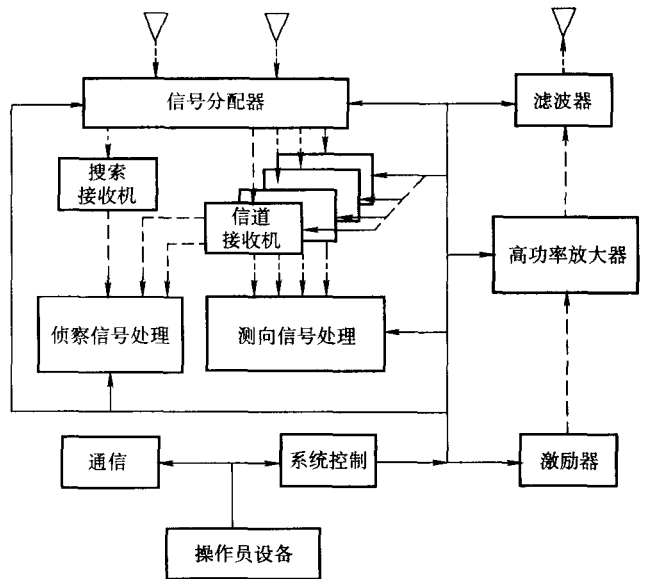 信号分配器
滤波器
搜索
接收机
信道
接收机
高功率放大器
侦察信号处理
测向信号处理
通信
系统控制
激励器
操作员设备